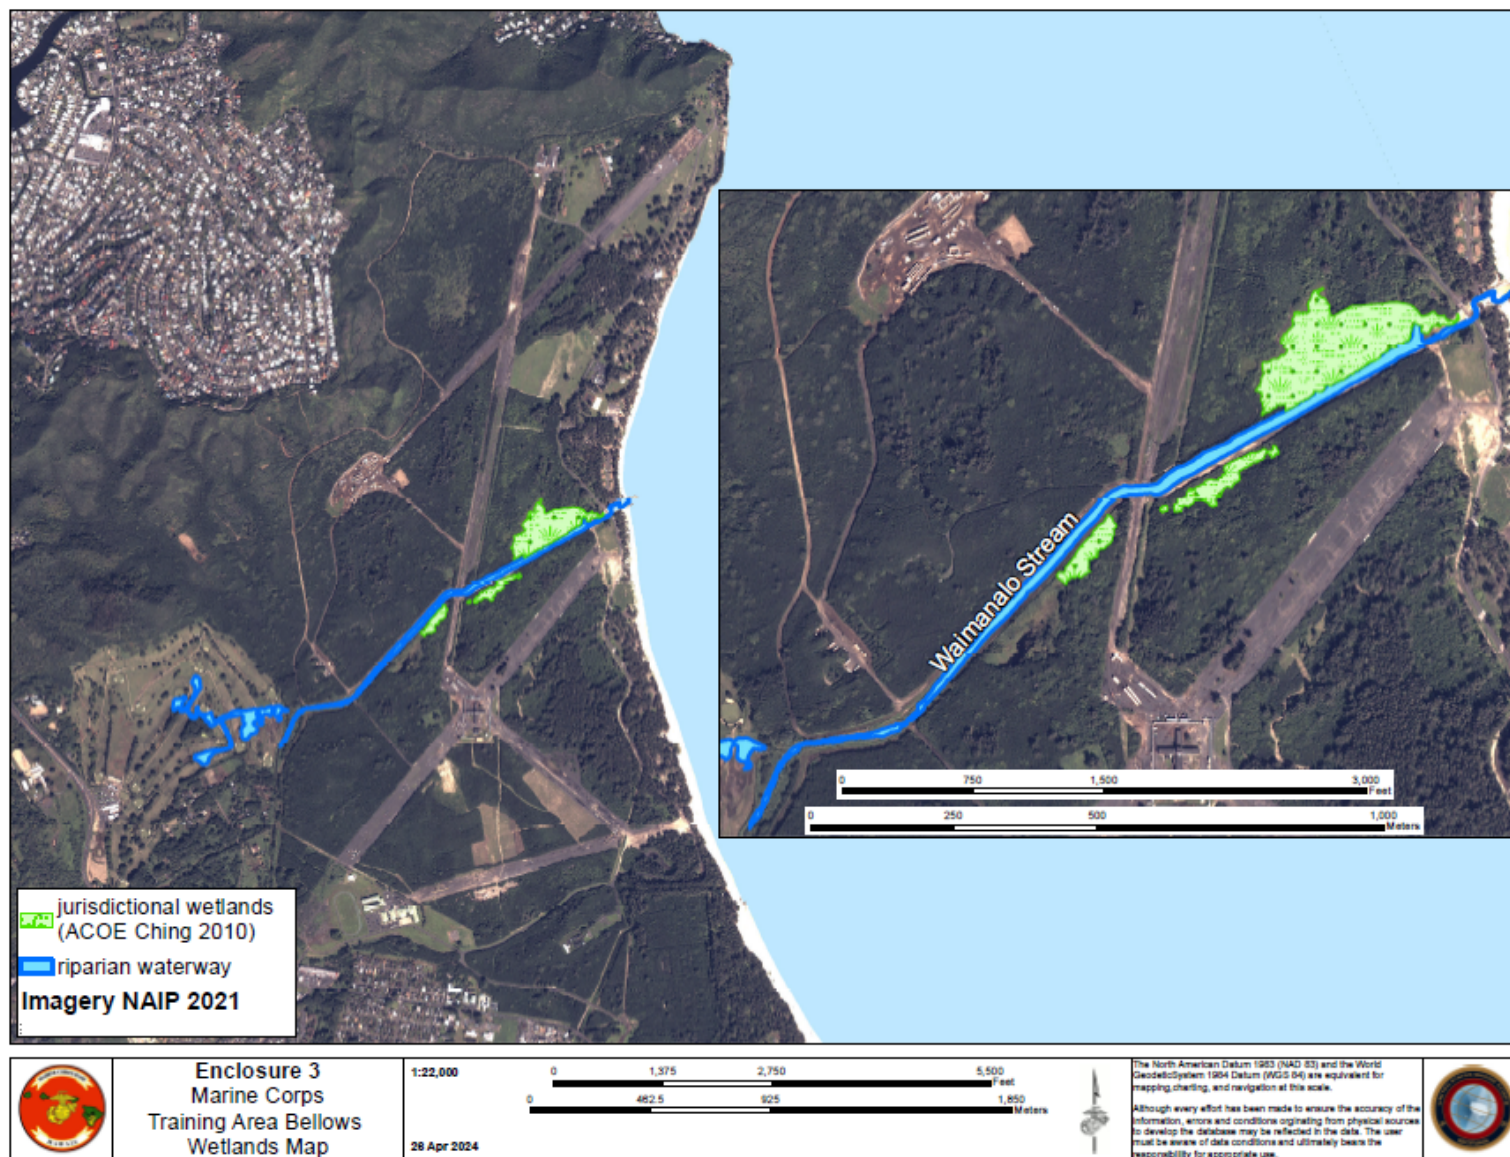 Waimanalo Stream
0 750 1,500 3,000
Feet
0 250 500 1,000
Meters
jurisdictional wetlands
(ACOE Ching 2010)
riparian waterway
Imagery NAIP 2021
Enclosure 3
Marine Corps
Training Area Bellows
Wetlands Map
1:22,000
26 Apr 2024
0 1,375 2,750 5,500
Feet
0 462.5 925 1,850
Meters
The North American Datum 1983 (NAD 83) and the World
GeodeticSystem 1984 Datum (WGS 84) are equivalent for
mapping,charting, and navigation at this scale.
Although every effort has been made to ensure the accuracy of the
information, errors and conditions orginating from physical sources
to develop the database may be reflected in the data. The user
must be aware of data conditions and ultimately bears the
responsibility for appropriate use.